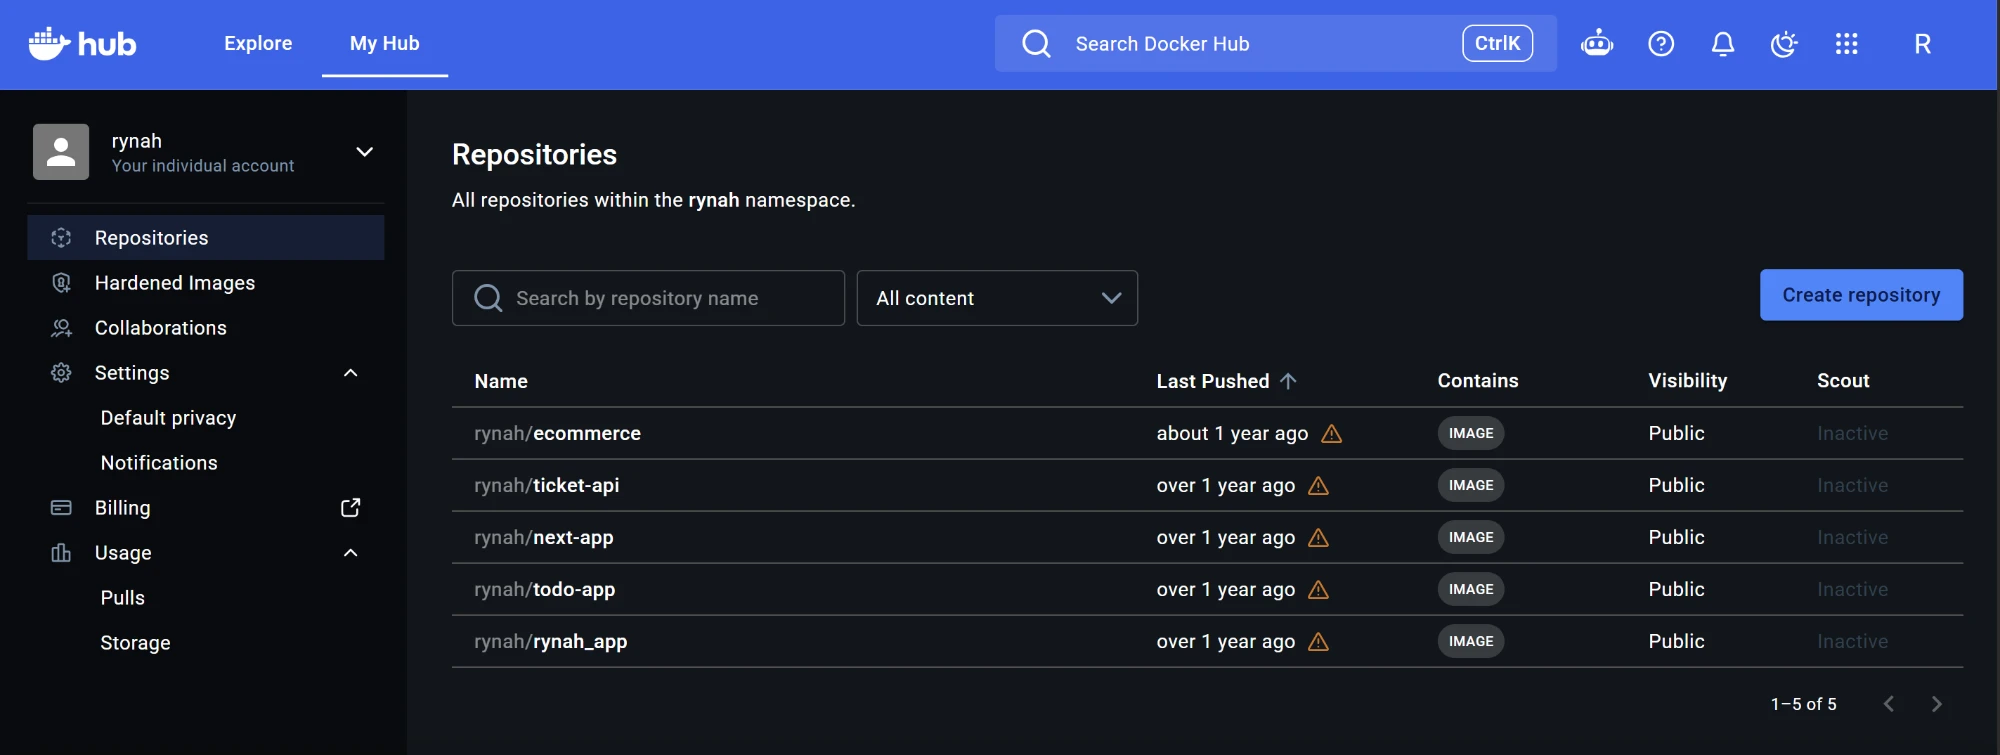 hub
Explore
My Hub
Search Docker Hub
CtrlK
R
rynah
Your individual account
Repositories
Hardened Images
Collaborations
Settings
Default privacy
Notifications
Billing
Usage
Pulls
Storage
Repositories
All repositories within the rynah namespace.
Search by repository name
All content
Create repository
Name Last Pushed Contains Visibility Scout
rynah/ecommerce about 1 year ago IMAGE Public Inactive
rynah/ticket-api over 1 year ago IMAGE Public Inactive
rynah/next-app over 1 year ago IMAGE Public Inactive
rynah/todo-app over 1 year ago IMAGE Public Inactive
rynah/rynah_app over 1 year ago IMAGE Public Inactive
1–5 of 5